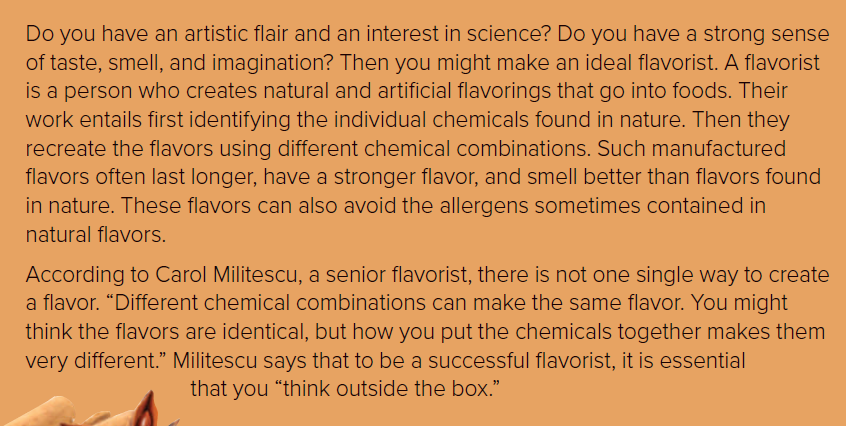 Do you have an artistic flair and an interest in science? Do you have a strong sense
of taste, smell, and imagination? Then you might make an ideal flavorist. A flavorist
is a person who creates natural and artificial flavorings that go into foods. Their
work entails first identifying the individual chemicals found in nature. Then they
recreate the flavors using different chemical combinations. Such manufactured
flavors often last longer, have a stronger flavor, and smell better than flavors found
in nature. These flavors can also avoid the allergens sometimes contained in
natural flavors.
According to Carol Militescu, a senior flavorist, there is not one single way to create
a flavor. “Different chemical combinations can make the same flavor. You might
think the flavors are identical, but how you put the chemicals together makes them
very different.” Militescu says that to be a successful flavorist, it is essential
that you “think outside the box.”